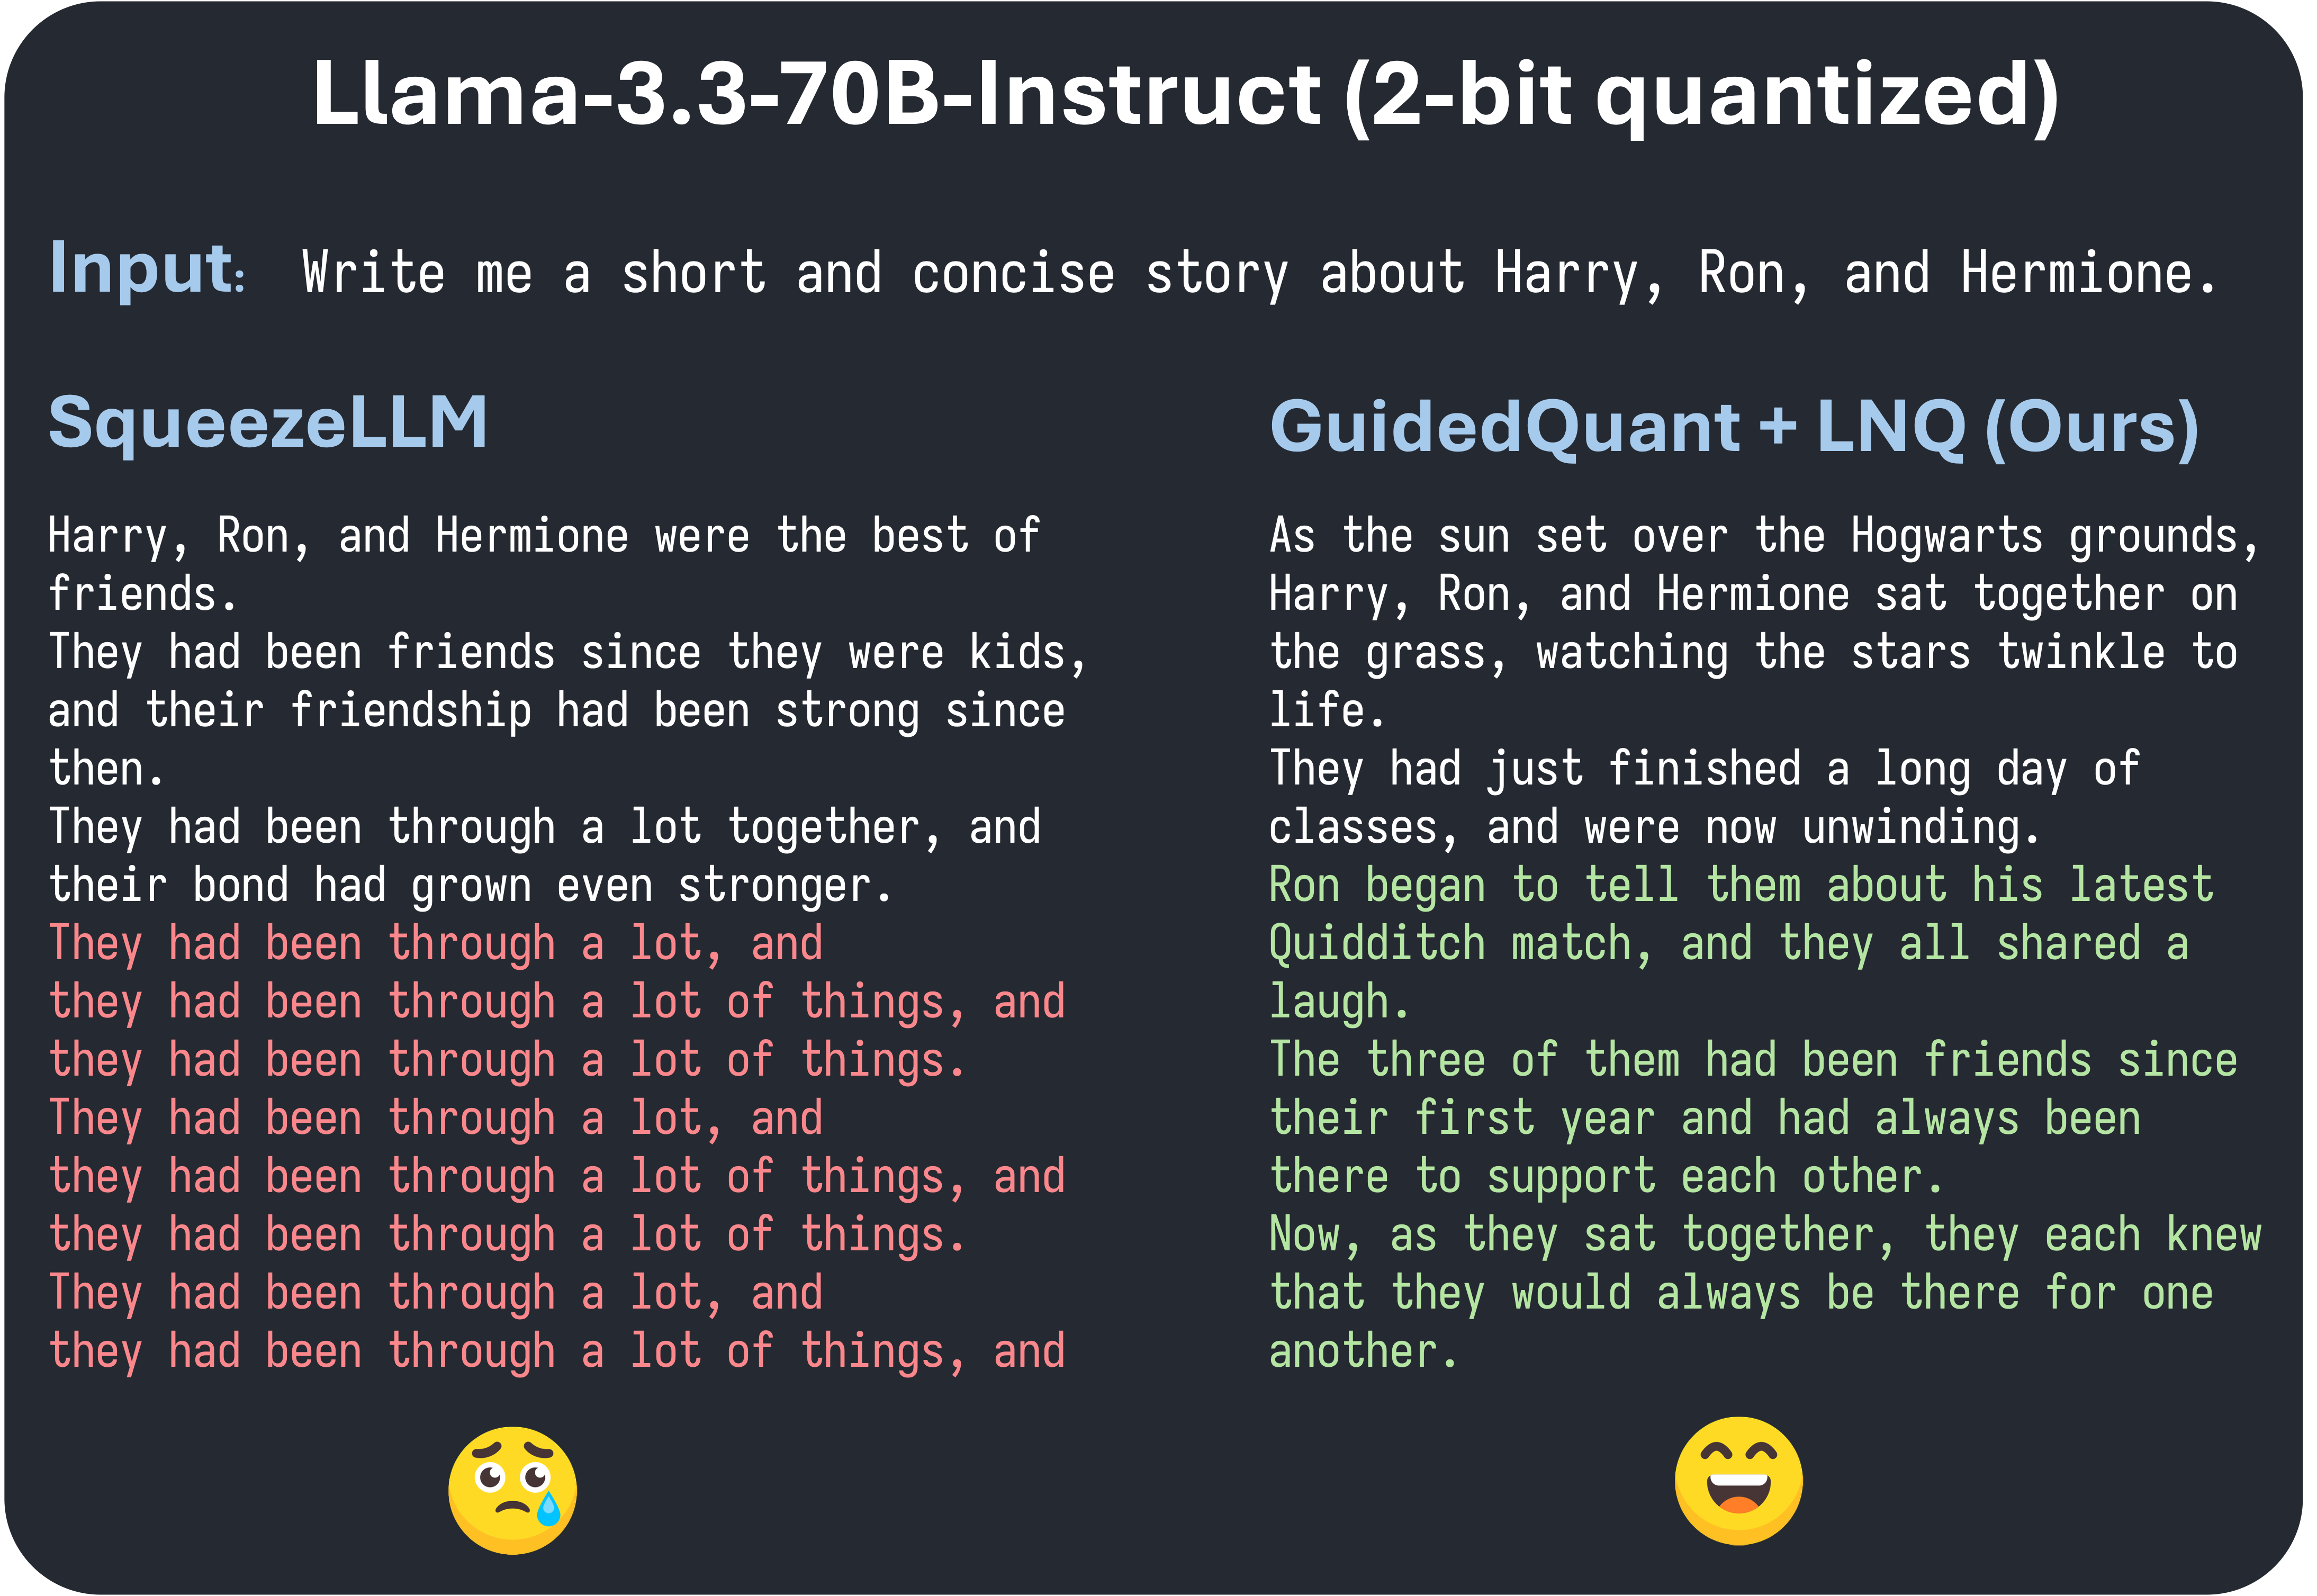 Llama-3.3-70B-Instruct (2-bit quantized)
Input: Write me a short and concise story about Harry, Ron, and Hermione.
SqueezeLLM
Harry, Ron, and Hermione were the best of
friends.
They had been friends since they were kids,
and their friendship had been strong since
then.
They had been through a lot together, and
their bond had grown even stronger.
They had been through a lot, and
they had been through a lot of things, and
they had been through a lot of things.
They had been through a lot, and
they had been through a lot of things, and
they had been through a lot of things.
They had been through a lot, and
they had been through a lot of things, and
GuidedQuant + LNQ (Ours)
As the sun set over the Hogwarts grounds,
Harry, Ron, and Hermione sat together on
the grass, watching the stars twinkle to
life.
They had just finished a long day of
classes, and were now unwinding.
Ron began to tell them about his latest
Quidditch match, and they all shared a
laugh.
The three of them had been friends since
their first year and had always been
there to support each other.
Now, as they sat together, they each knew
that they would always be there for one
another.